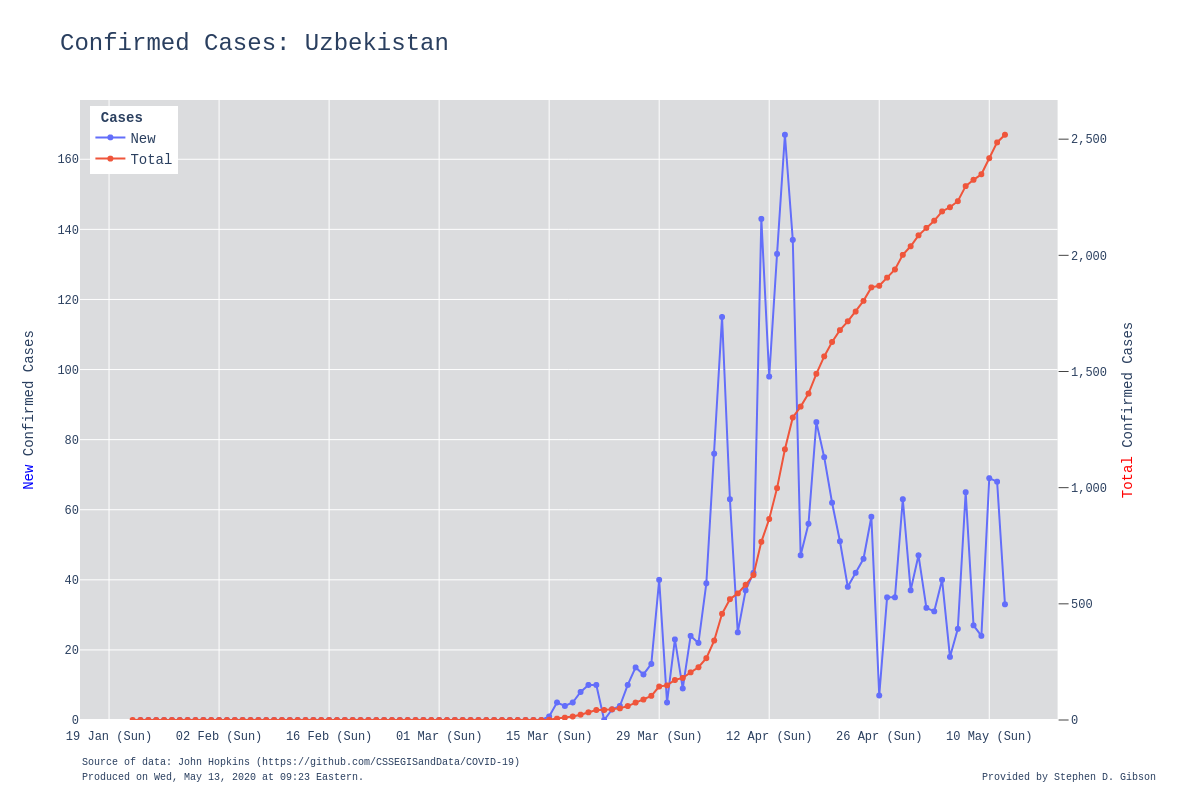 Confirmed Cases: Uzbekistan
Cases
New
Total
160
140
120
100
80
60
40
20
0
2,500
2,000
1,500
1,000
500
0
New Confirmed Cases
Total Confirmed Cases
19 Jan (Sun) 02 Feb (Sun) 16 Feb (Sun) 01 Mar (Sun) 15 Mar (Sun) 29 Mar (Sun) 12 Apr (Sun) 26 Apr (Sun) 10 May (Sun)
Source of data: John Hopkins (https://github.com/CSSEGISandData/COVID-19)
Produced on Wed, May 13, 2020 at 09:23 Eastern.
Provided by Stephen D. Gibson